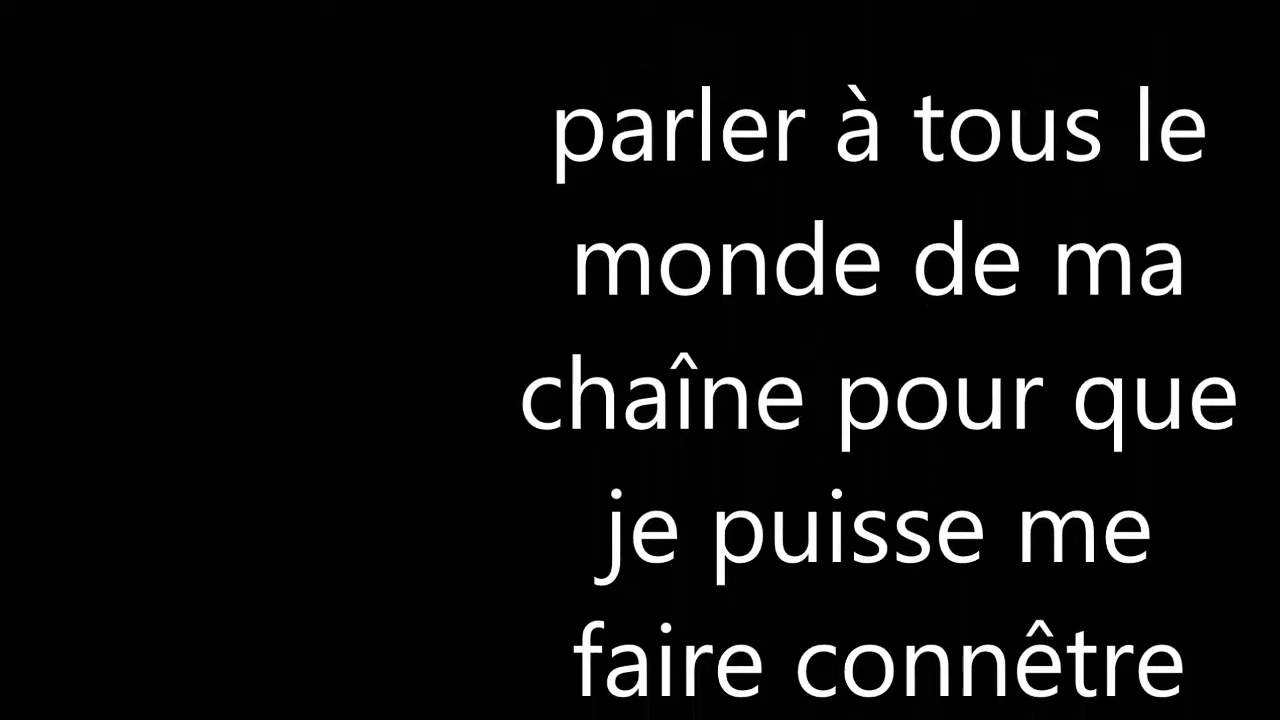 parler à tous le
monde de ma
chaîne pour que
je puisse me
faire connêtre